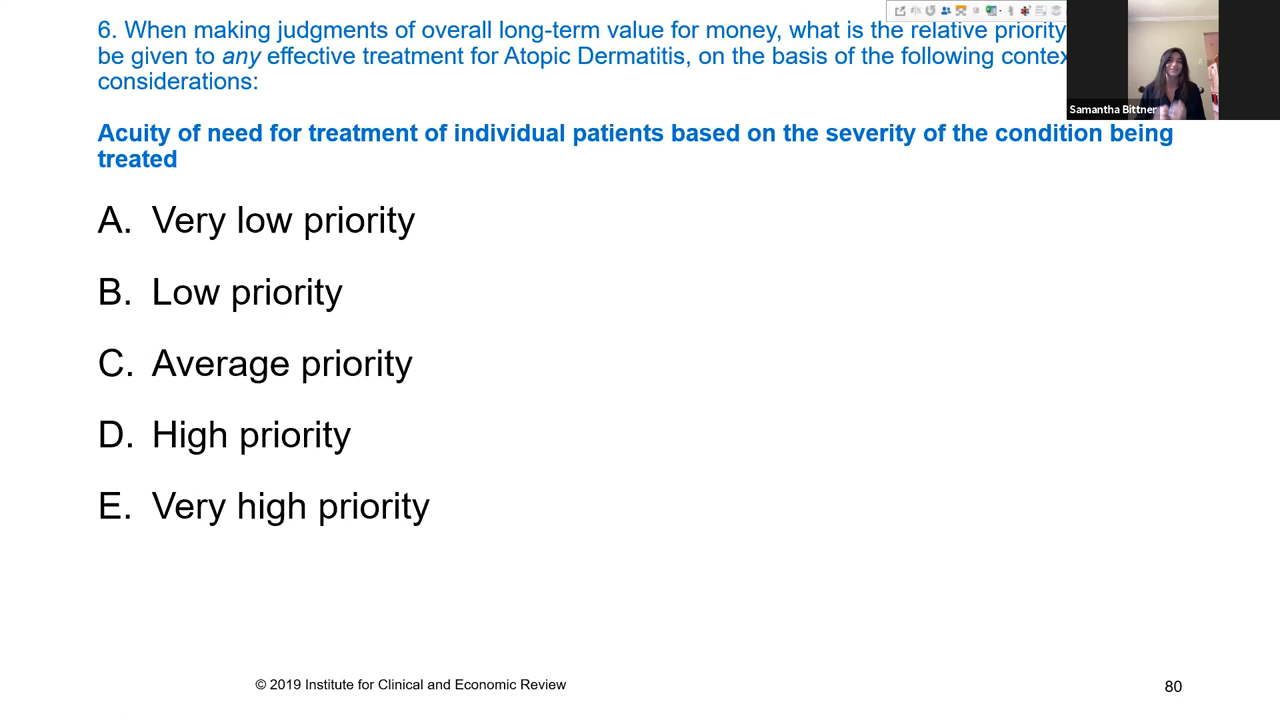 6. When making judgments of overall long-term value for money, what is the relative priority
be given to any effective treatment for Atopic Dermatitis, on the basis of the following
considerations:
Acuity of need for treatment of individual patients based on the severity of the condition being
treated
A. Very low priority
B. Low priority
C. Average priority
D. High priority
E. Very high priority
Samantha Bittner
© 2019 Institute for Clinical and Economic Review
80